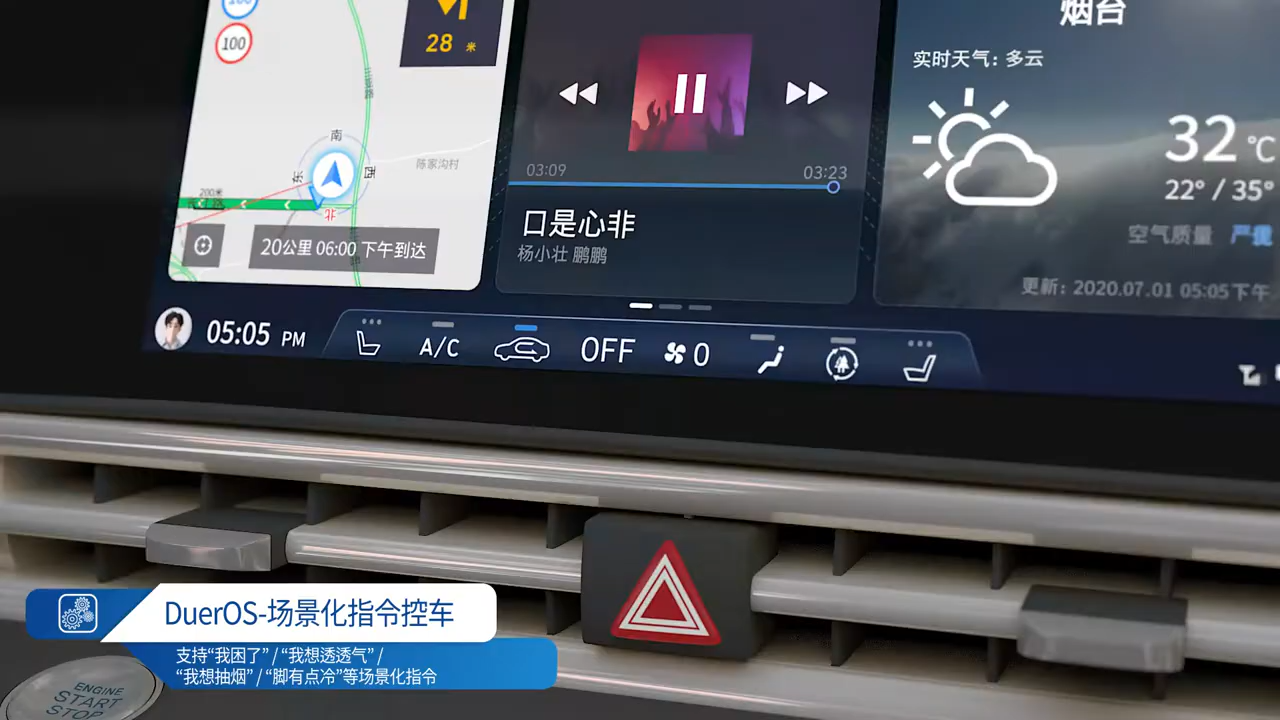 100
28 米
南
东
西
北
陈家沟村
200米
20公里 06:00 下午到达
03:09
03:23
口是心非
杨小壮 鹏鹏
烟台
实时天气: 多云
32 ℃
22° / 35°
空气质量
更新: 2020.07.01 05:05下午
05:05 PM
A/C
OFF
0
DuerOS-场景化指令控车
支持“我困了” / “我想透透气” /
“我想抽烟” / “脚有点冷”等场景化指令
ENGINE
START
STOP